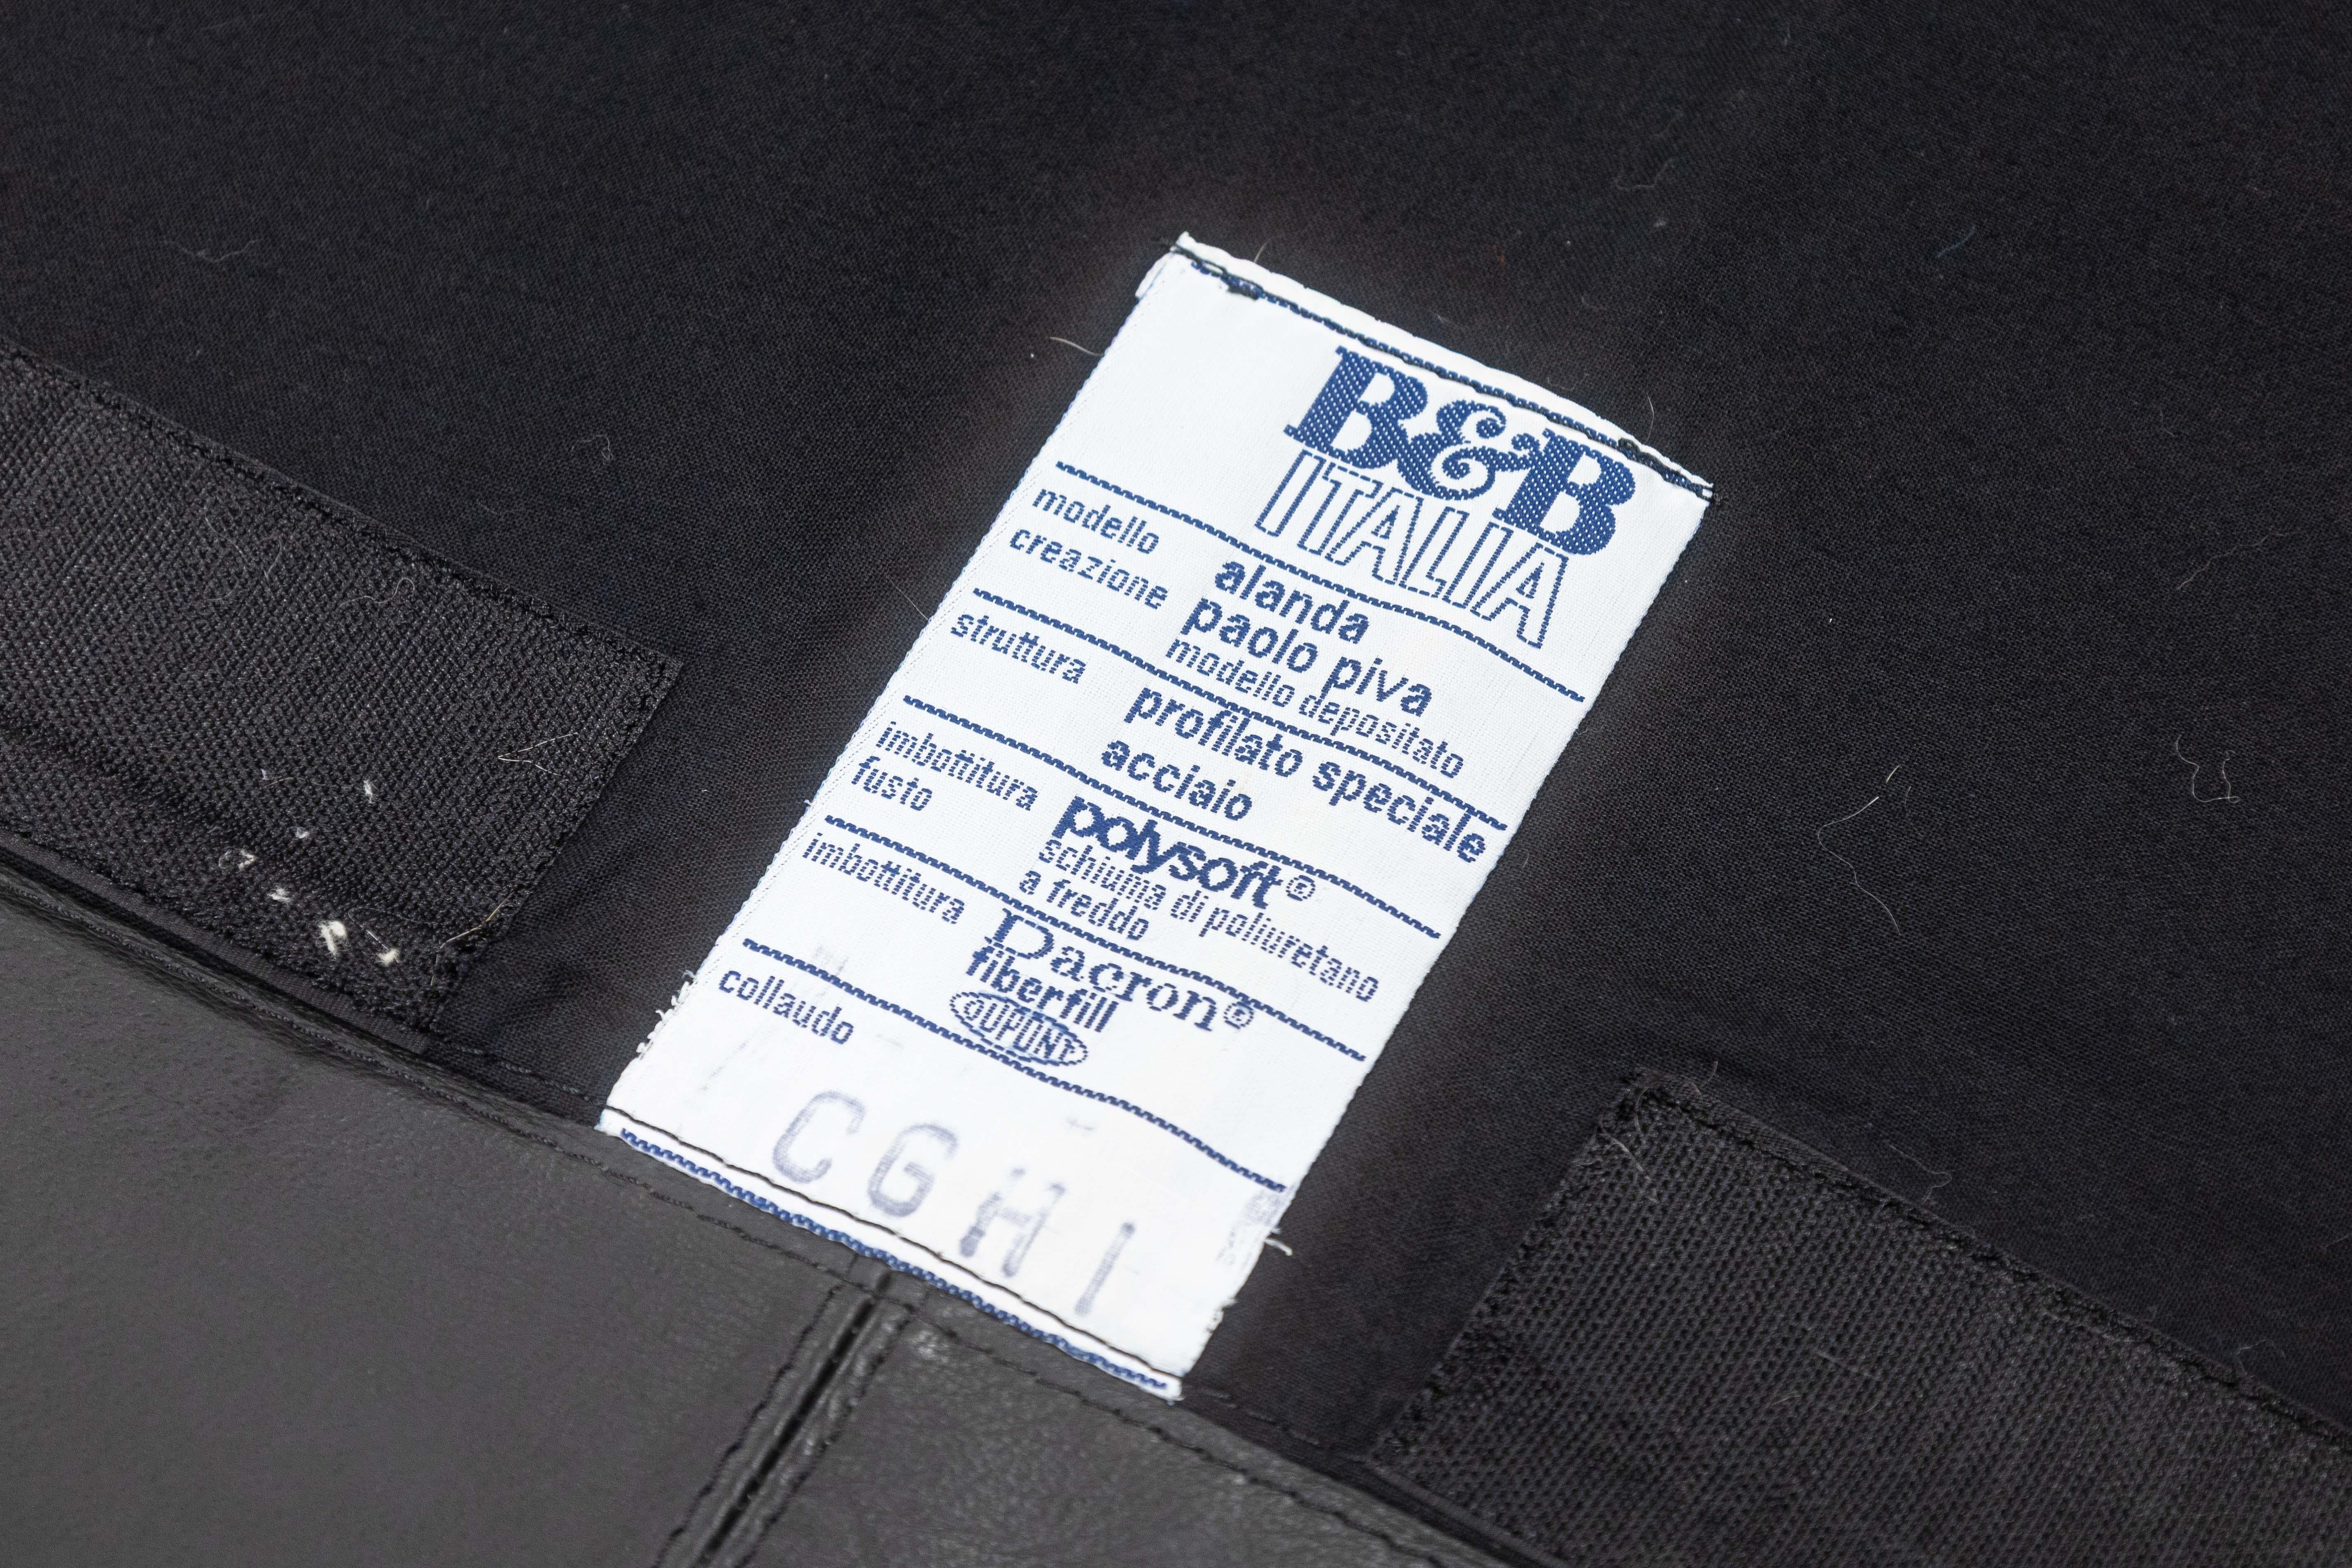 B&B
ITALIA
modello alanda
creazione paolo piva
modello depositato
struttura profilato speciale
acciaio
imbottitura polysoft©
fusto schiuma di poliuretano
a freddo
imbottitura Dacron®
fiberfill
DUPONT
collaudo
C G H I